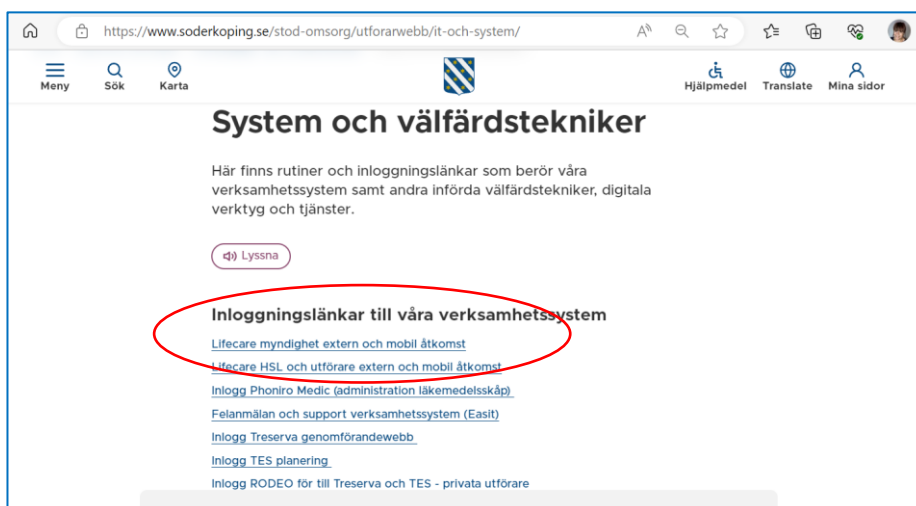 https://www.soderkoping.se/stod-omsorg/utforarwebb/it-och-system/
Meny
Sök
Karta
Hjälpmedel
Translate
Mina sidor
System och välfärdstekniker
Här finns rutiner och inloggningslänkar som berör våra
verksamhetssystem samt andra införda välfärdstekniker, digitala
verktyg och tjänster.
Lyssna
Inloggningslänkar till våra verksamhetssystem
Lifecare myndighet extern och mobil åtkomst
Lifecare HSL och utförare extern och mobil åtkomst
Inlogg Phoniro Medic (administration läkemedelsskåp)
Felanmälan och support verksamhetssystem (Easit)
Inlogg Treserva genomförandewebb
Inlogg TES planering
Inlogg RODEO för till Treserva och TES - privata utförare